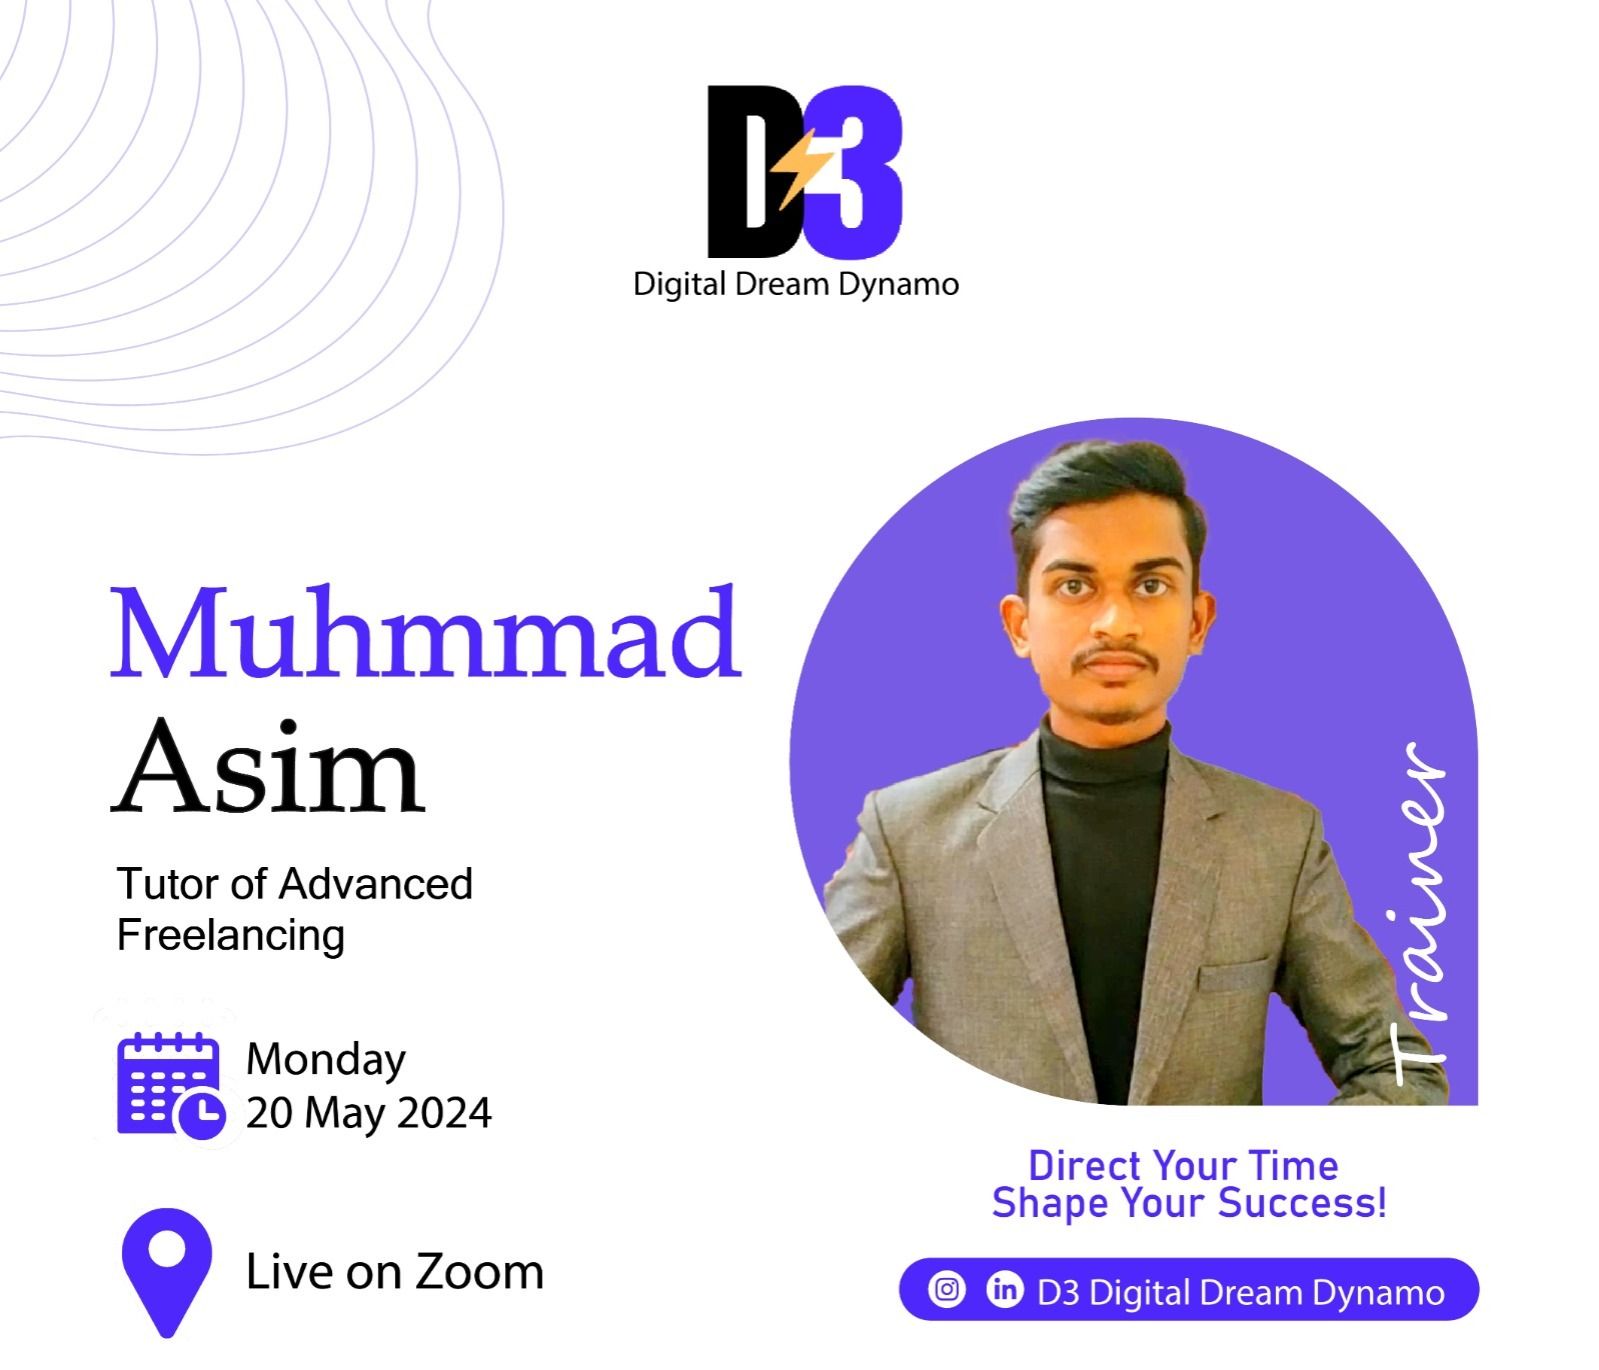 D3
Digital Dream Dynamo
Muhmmad
Asim
Tutor of Advanced
Freelancing
Monday
20 May 2024
Live on Zoom
Trainer
Direct Your Time
Shape Your Success!
in D3 Digital Dream Dynamo